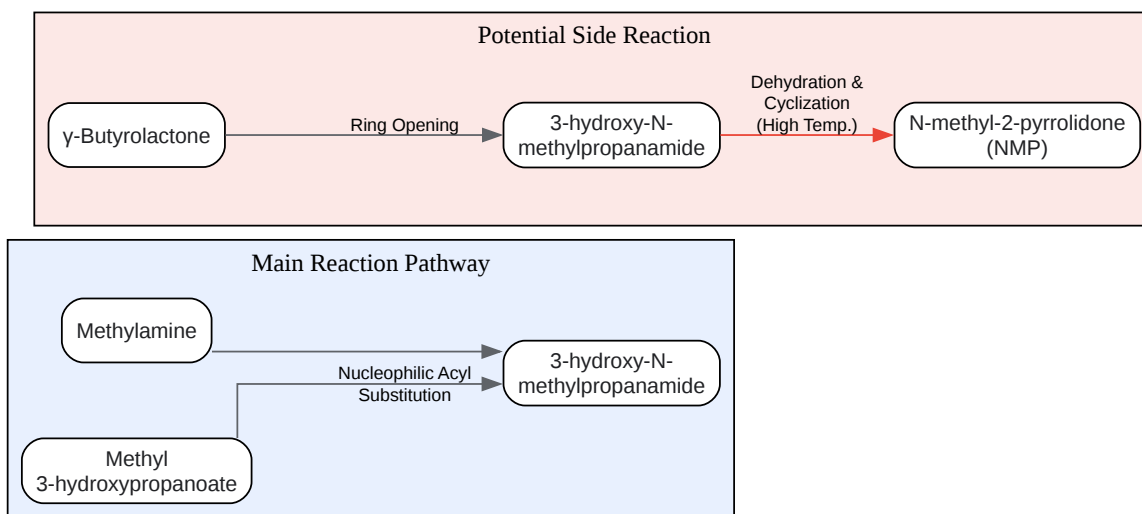 Potential Side Reaction
γ-Butyrolactone
Ring Opening
3-hydroxy-N-
methylpropanamide
Dehydration &
Cyclization
(High Temp.)
N-methyl-2-pyrrolidone
(NMP)
Main Reaction Pathway
Methylamine
Nucleophilic Acyl
Substitution
3-hydroxy-N-
methylpropanamide
Methyl
3-hydroxypropanoate